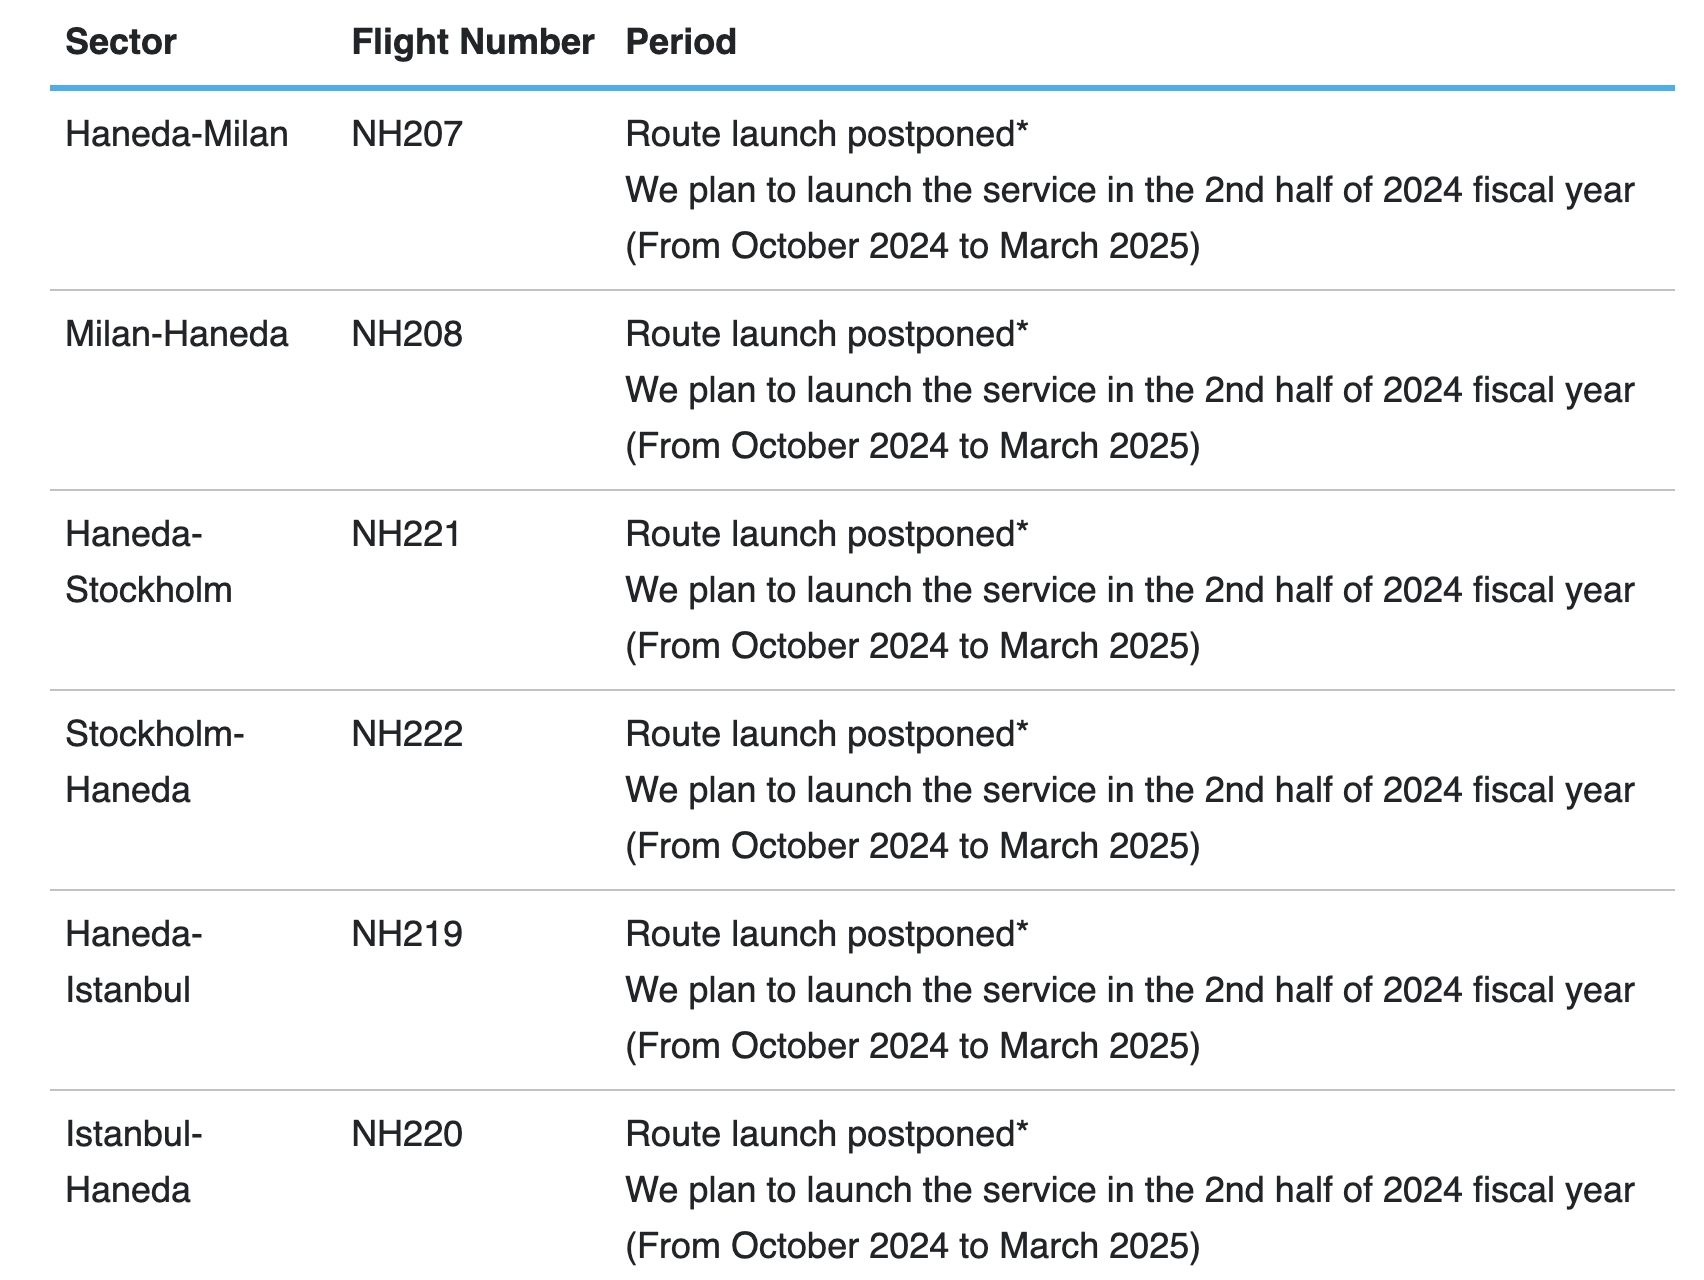 Sector Flight Number Period
Haneda-Milan NH207 Route launch postponed*
We plan to launch the service in the 2nd half of 2024 fiscal year
(From October 2024 to March 2025)
Milan-Haneda NH208 Route launch postponed*
We plan to launch the service in the 2nd half of 2024 fiscal year
(From October 2024 to March 2025)
Haneda- NH221 Route launch postponed*
Stockholm We plan to launch the service in the 2nd half of 2024 fiscal year
(From October 2024 to March 2025)
Stockholm- NH222 Route launch postponed*
Haneda We plan to launch the service in the 2nd half of 2024 fiscal year
(From October 2024 to March 2025)
Haneda- NH219 Route launch postponed*
Istanbul We plan to launch the service in the 2nd half of 2024 fiscal year
(From October 2024 to March 2025)
Istanbul- NH220 Route launch postponed*
Haneda We plan to launch the service in the 2nd half of 2024 fiscal year
(From October 2024 to March 2025)